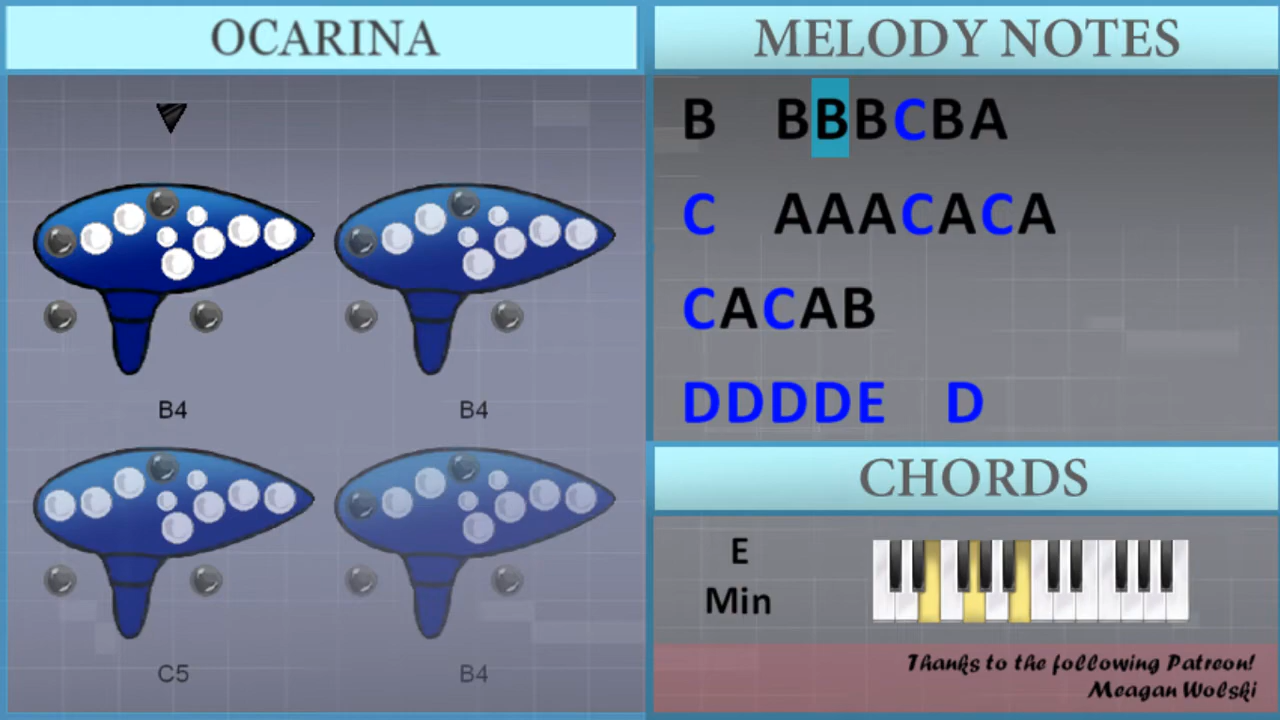 OCARINA
B4
B4
C5
B4
MELODY NOTES
B BBBCBA
C AAACACA
CACAB
DDDDE D
CHORDS
E
Min
Thanks to the following Patreon!
Meagan Wolski